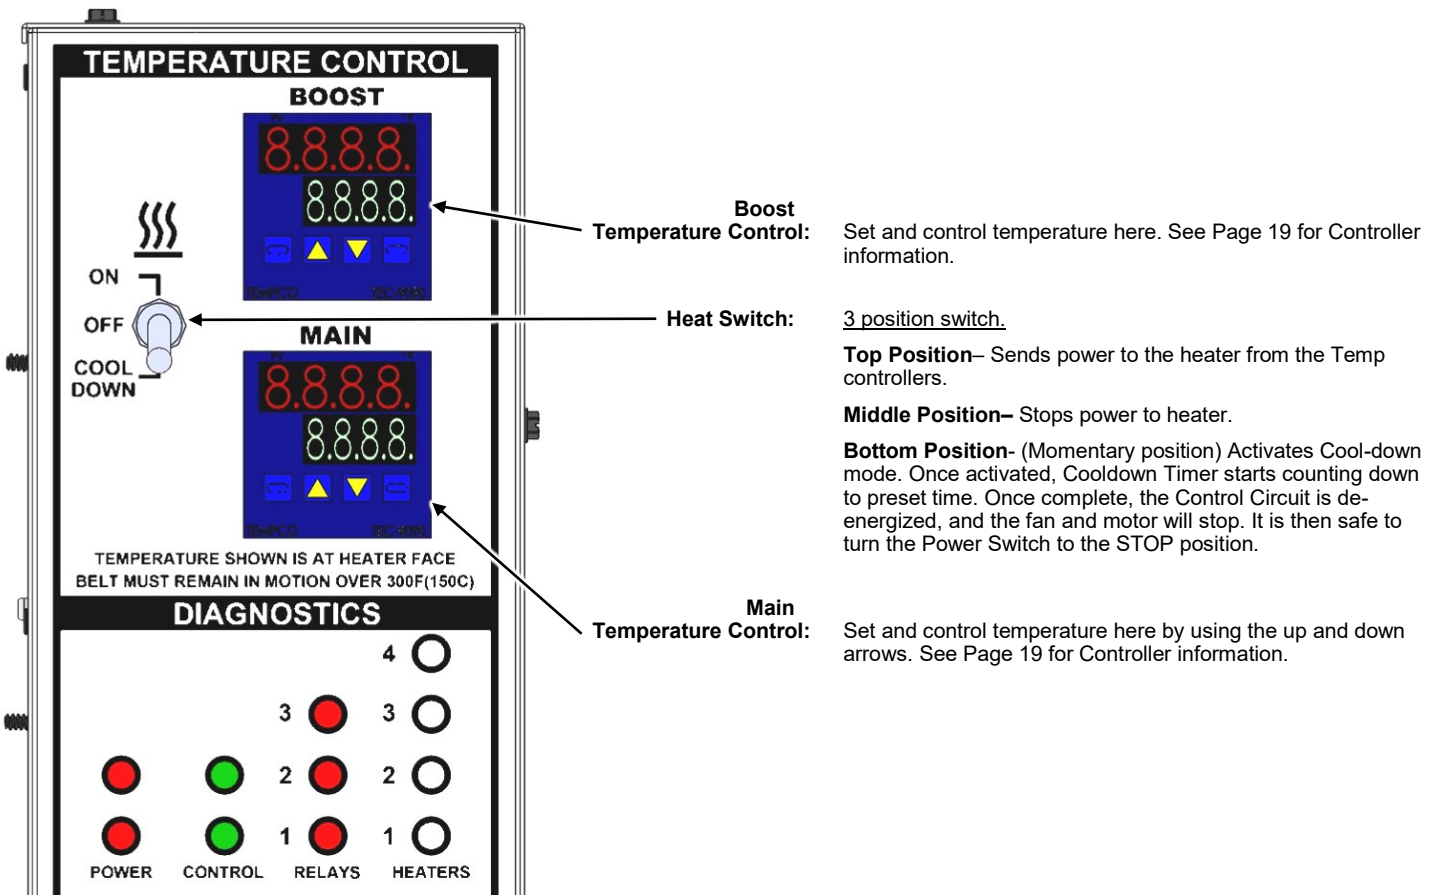 TEMPERATURE CONTROL
BOOST
8.8.8.8.
8.8.8.8.
ON
OFF
COOL
DOWN
MAIN
8.8.8.8.
8.8.8.8.
TEMPERATURE SHOWN IS AT HEATER FACE
BELT MUST REMAIN IN MOTION OVER 300F(150C)
DIAGNOSTICS
4
3 3
2 2
1 1
POWER CONTROL RELAYS HEATERS
Boost
Temperature Control:
Set and control temperature here. See Page 19 for Controller
information.
Heat Switch:
3 position switch.
Top Position– Sends power to the heater from the Temp
controllers.
Middle Position– Stops power to heater.
Bottom Position- (Momentary position) Activates Cool-down
mode. Once activated, Cooldown Timer starts counting down
to preset time. Once complete, the Control Circuit is de-
energized, and the fan and motor will stop. It is then safe to
turn the Power Switch to the STOP position.
Main
Temperature Control:
Set and control temperature here by using the up and down
arrows. See Page 19 for Controller information.